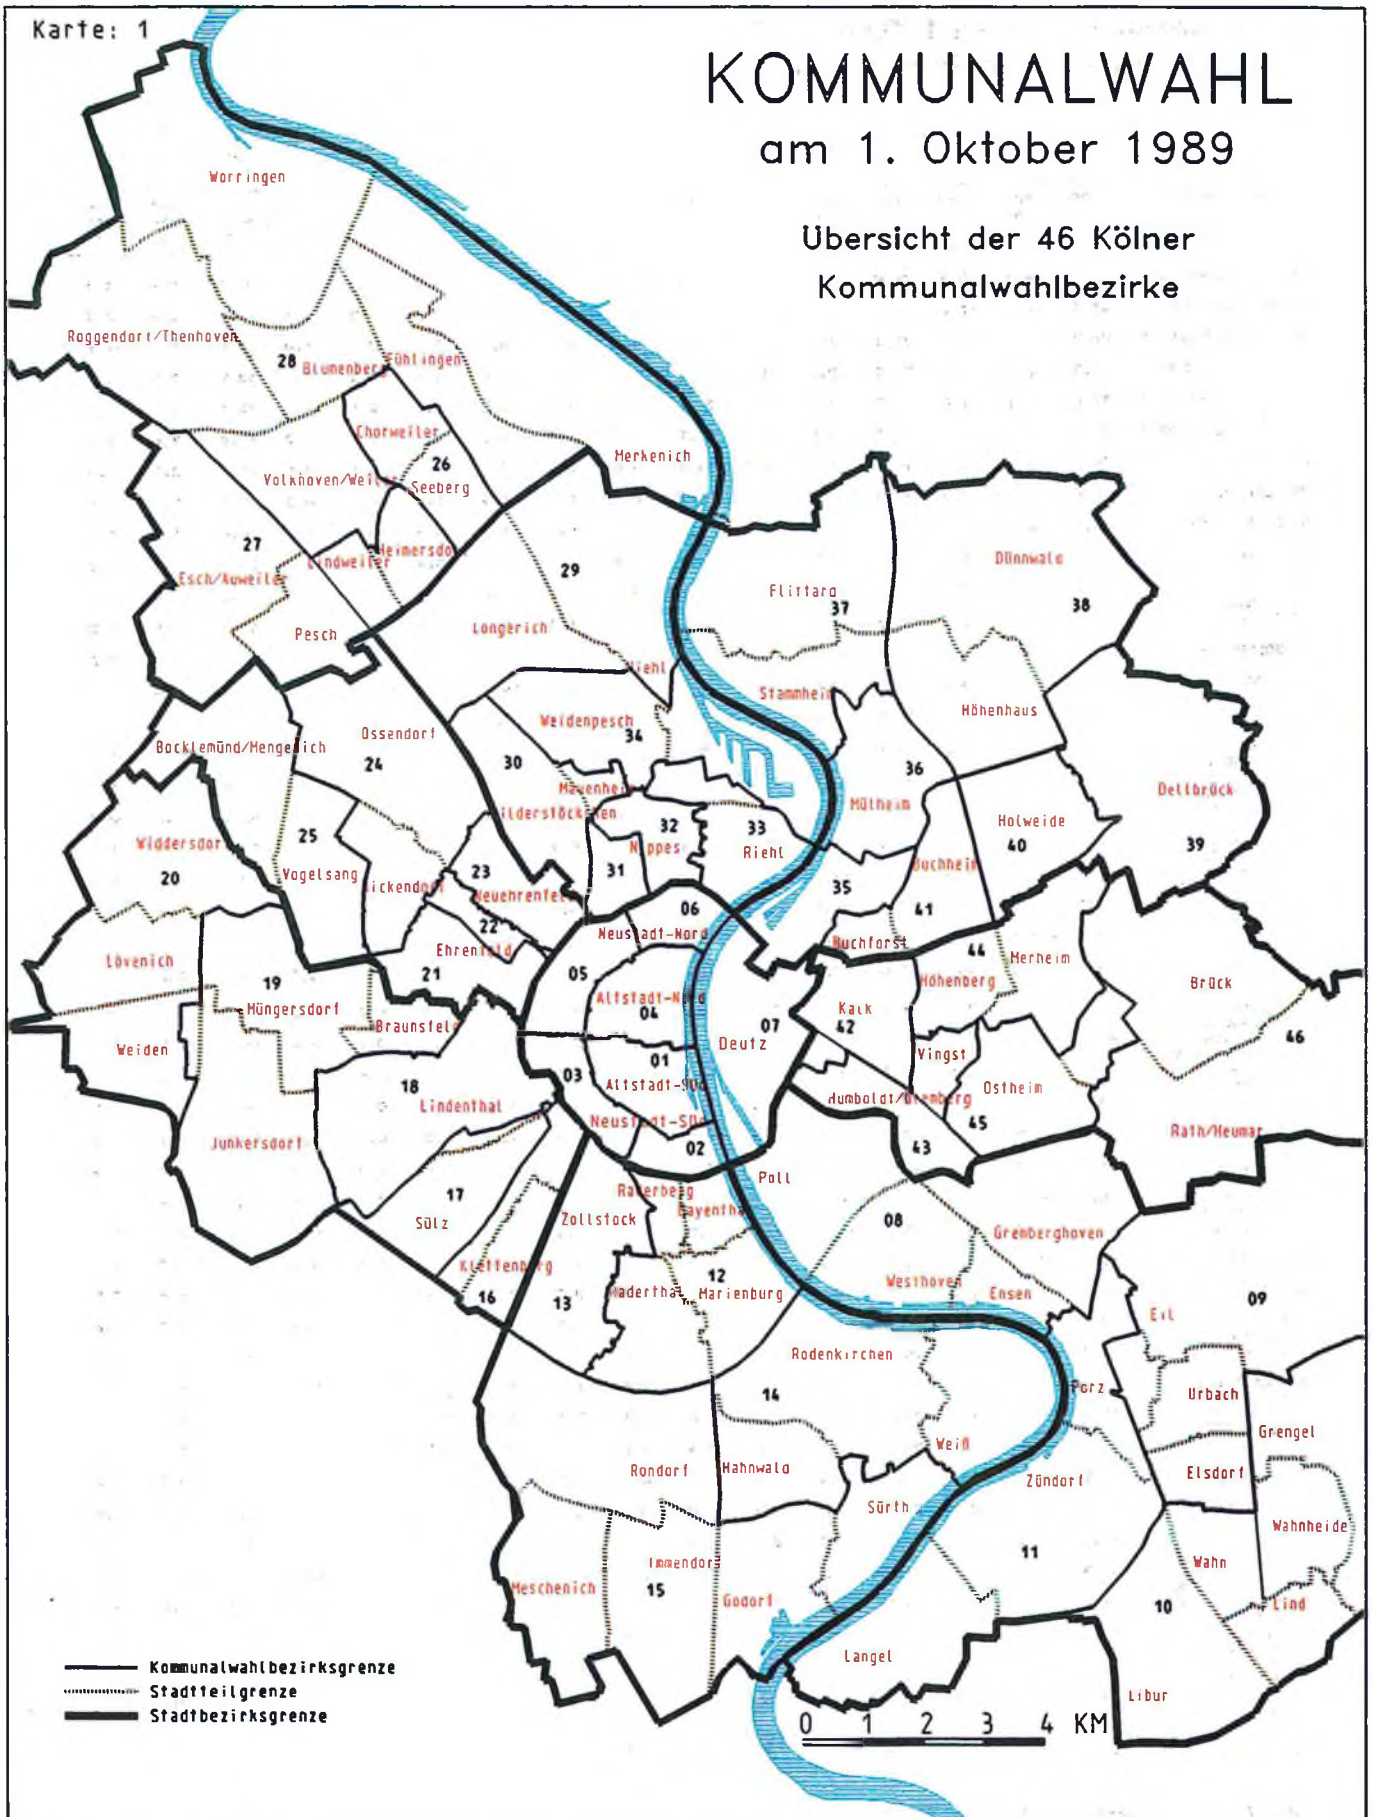 Karte: 1
KOMMUNALWAHL
am 1. Oktober 1989
Übersicht der 46 Kölner
Kommunalwahlbezirke
Worringen
Roggendorf/Thenhoven
28
Blumenberg
Fühlingen
Chorweiler
26
Merkenich
Volkhoven/Weiler
Seeberg
27
Heimersdorf
Lindweiler
29
Esch/Auweiler
Dünnwald
Flittard
37
38
Pesch
Longerich
Niehl
Stammheim
Höhenhaus
Weidenpesch
34
Ossendorf
Bocklemünd/Mengenich
24
30
36
Mauenheim
Dellbrück
Mülheim
Bilderstöckchen
Holweide
32
33
25
Widdersdorf
Nippes
Riehl
40
39
20
Vogelsang
Bickendorf
23
31
35
Buchheim
Neuehrenfeld
06
41
22
Neustadt-Nord
Buchforst
44
Ehrenfeld
Merheim
Lövenich
21
05
19
Höhenberg
Brück
Müngersdorf
Altstadt-Nord
04
Kalk
42
07
Braunsfeld
Deutz
46
Weiden
01
Vingst
03
18
Altstadt-Süd
Ostheim
Lindenthal
Humboldt/Gremberg
Neustadt-Süd
45
Junkersdorf
02
43
Rath/Heumar
Poll
17
Raderberg
Sülz
Zollstock
Bayenthal
08
Gremberghoven
Klettenberg
12
Westhoven
Ensen
16
13
Raderthal
Marienburg
09
Eil
Rodenkirchen
14
Porz
Urbach
Weiß
Grengel
Rondorf
Hahnwald
Zündorf
Elsdorf
Sürth
Wahnheide
11
Immendorf
Wahn
Meschenich
15
Godorf
10
Lind
Langel
Libur
Kommunalwahlbezirksgrenze
Stadtteilgrenze
Stadtbezirksgrenze
0 1 2 3 4 KM